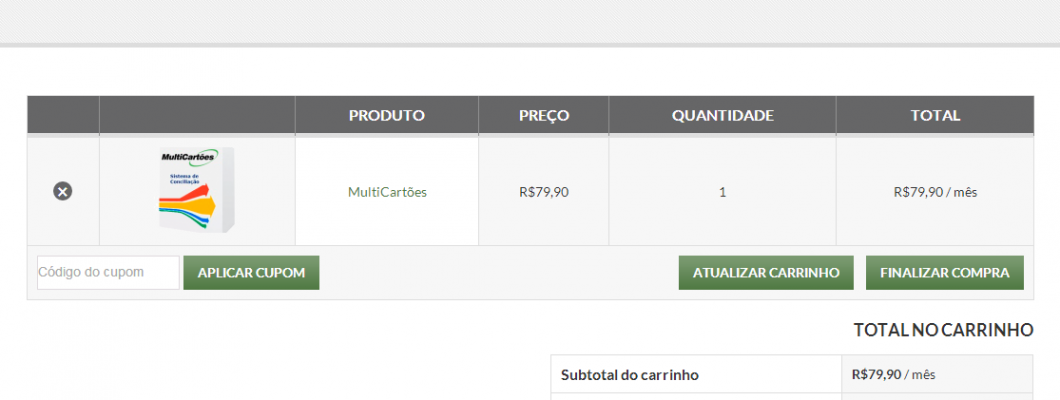 PRODUTO PREÇO QUANTIDADE TOTAL
MultiCartões
Sistema de
Conciliação
MultiCartões R$79,90 1 R$79,90 / mês
Código do cupom APLICAR CUPOM ATUALIZAR CARRINHO FINALIZAR COMPRA
TOTAL NO CARRINHO
Subtotal do carrinho R$79,90 / mês